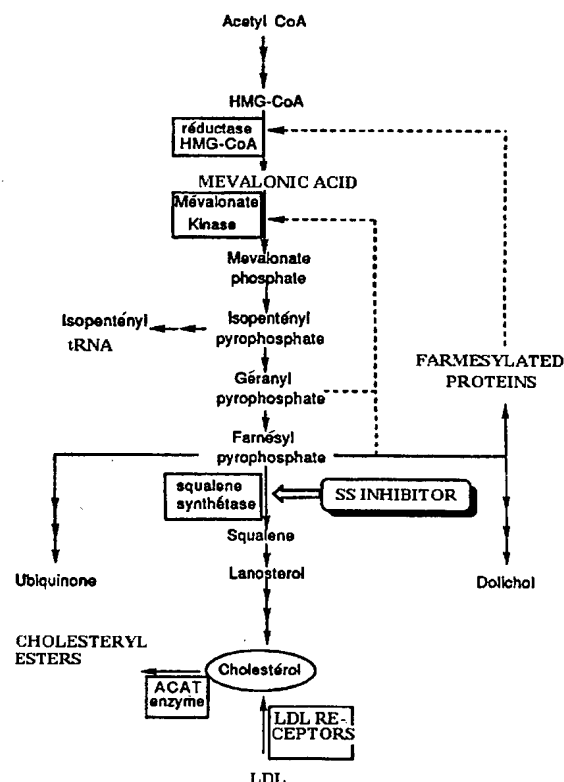 Acetyl CoA
HMG-CoA
réductase
HMG-CoA
MEVALONIC ACID
Mévalonate
Kinase
Mevalonate
phosphate
Isopentényl
tRNA
Isopentényl
pyrophosphate
Géranyl
pyrophosphate
FARMESYLATED
PROTEINS
Farnésyl
pyrophosphate
squalene
synthétase
SS INHIBITOR
Squalene
Ubiquinone
Lanosterol
Dolichol
CHOLESTERYL
ESTERS
Cholestérol
ACAT
enzyme
LDL RE-
CEPTORS
LDL